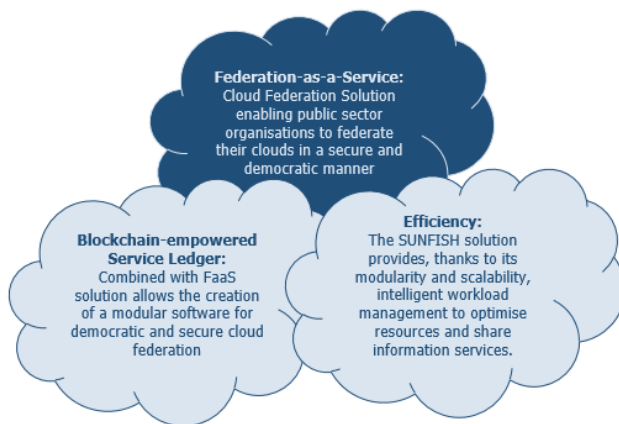 Federation-as-a-Service:
Cloud Federation Solution
enabling public sector
organisations to federate
their clouds in a secure and
democratic manner
Blockchain-empowered
Service Ledger:
Combined with FaaS
solution allows the creation
of a modular software for
democratic and secure cloud
federation
Efficiency:
The SUNFISH solution
provides, thanks to its
modularity and scalability,
intelligent workload
management to optimise
resources and share
information services.